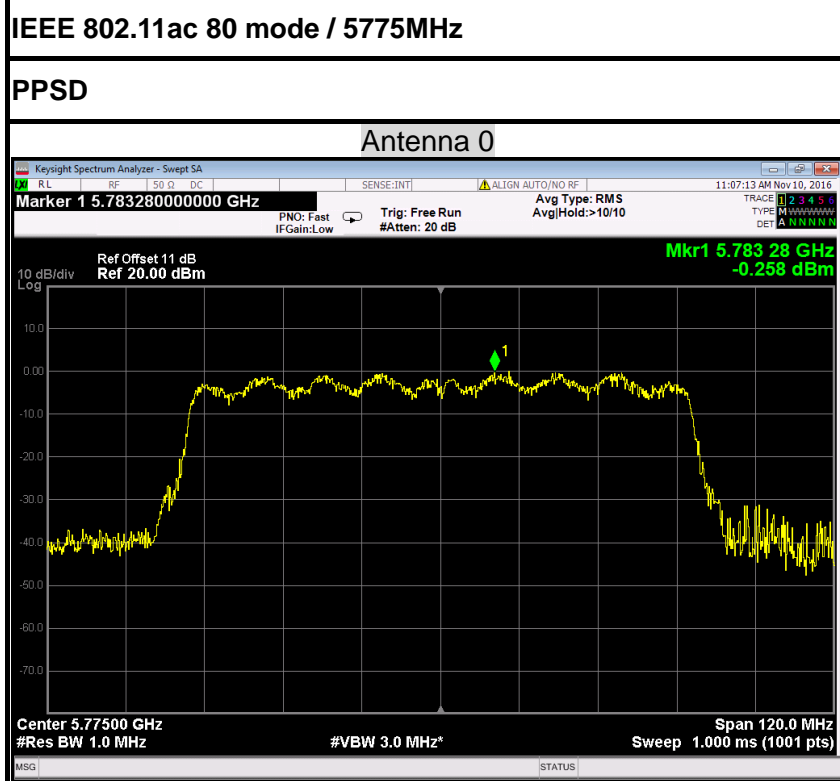 IEEE 802.11ac 80 mode / 5775MHz
PPSD
Antenna 0
Keysight Spectrum Analyzer - Swept SA
LXI RL RF 50 Ω DC SENSE:INT ALIGN AUTO/NO RF 11:07:13 AM Nov 10, 2016
Marker 1 5.783280000000 GHz
PNO: Fast
IFGain:Low
Trig: Free Run
#Atten: 20 dB
Avg Type: RMS
Avg|Hold:>10/10
TRACE 1 2 3 4 5 6
TYPE M WWWWW
DET A N N N N N
Mkr1 5.783 28 GHz
-0.258 dBm
Ref Offset 11 dB
10 dB/div Ref 20.00 dBm
Log
1
10.0
0.00
-10.0
-20.0
-30.0
-40.0
-50.0
-60.0
-70.0
Center 5.77500 GHz Span 120.0 MHz
#Res BW 1.0 MHz #VBW 3.0 MHz* Sweep 1.000 ms (1001 pts)
MSG STATUS